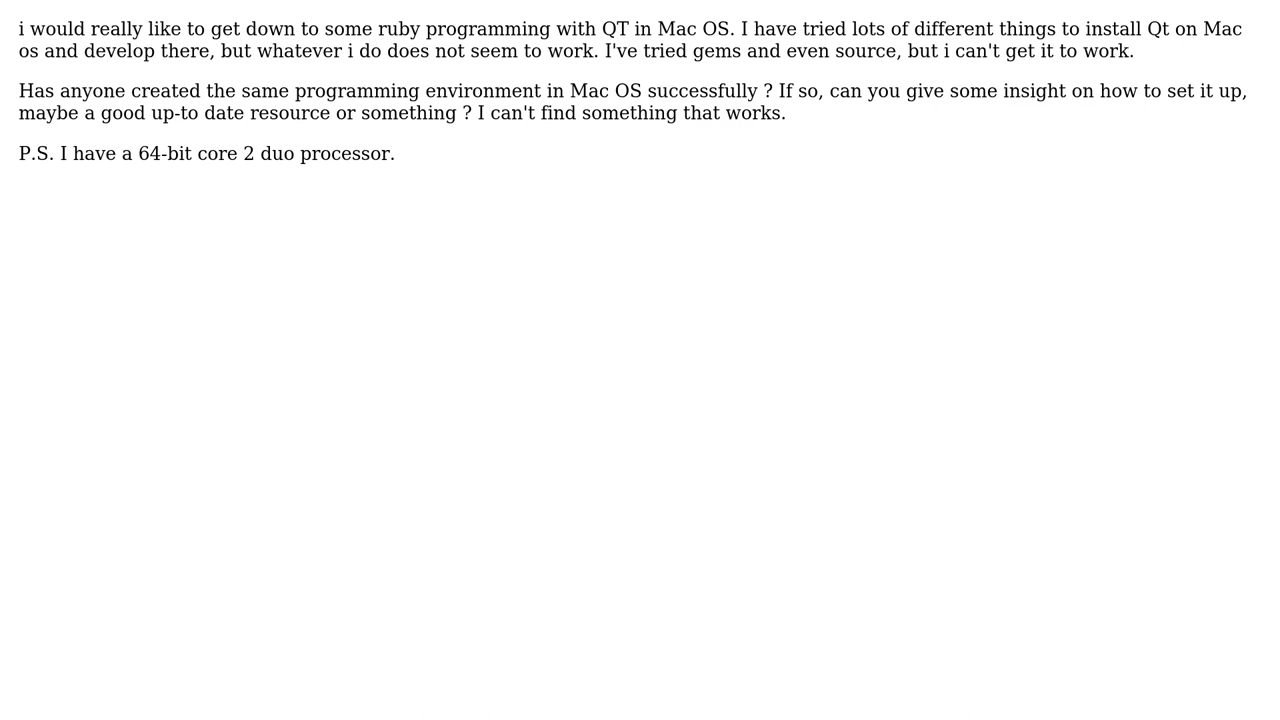 i would really like to get down to some ruby programming with QT in Mac OS. I have tried lots of different things to install Qt on Mac
os and develop there, but whatever i do does not seem to work. I've tried gems and even source, but i can't get it to work.
Has anyone created the same programming environment in Mac OS successfully ? If so, can you give some insight on how to set it up,
maybe a good up-to date resource or something ? I can't find something that works.
P.S. I have a 64-bit core 2 duo processor.